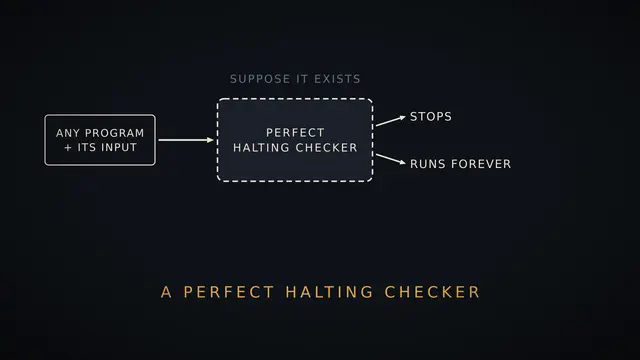 SUPPOSE IT EXISTS
ANY PROGRAM
+ ITS INPUT
PERFECT
HALTING CHECKER
STOPS
RUNS FOREVER
A PERFECT HALTING CHECKER